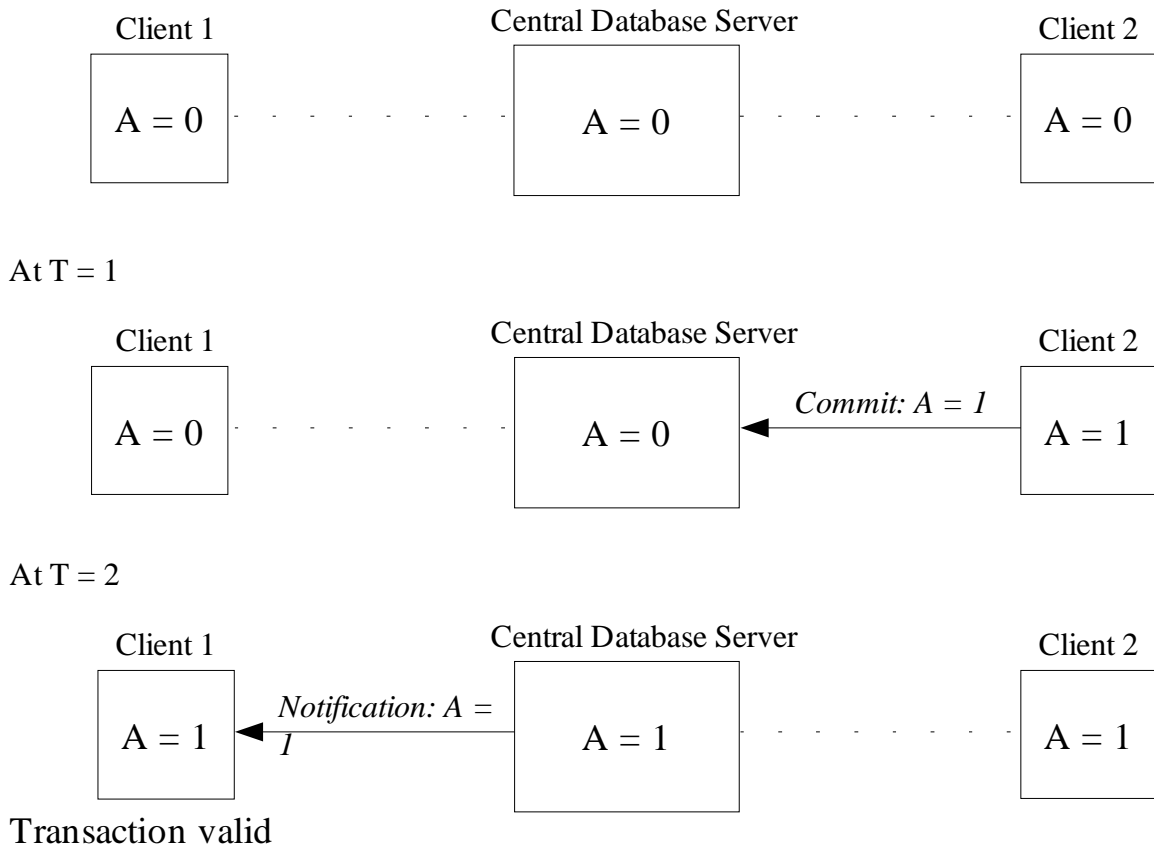 Client 1
Central Database Server
Client 2
A = 0
A = 0
A = 0
At T = 1
Client 1
Central Database Server
Client 2
A = 0
A = 0
Commit: A = 1
A = 1
At T = 2
Client 1
Central Database Server
Client 2
A = 1
Notification: A =
1
A = 1
A = 1
Transaction valid